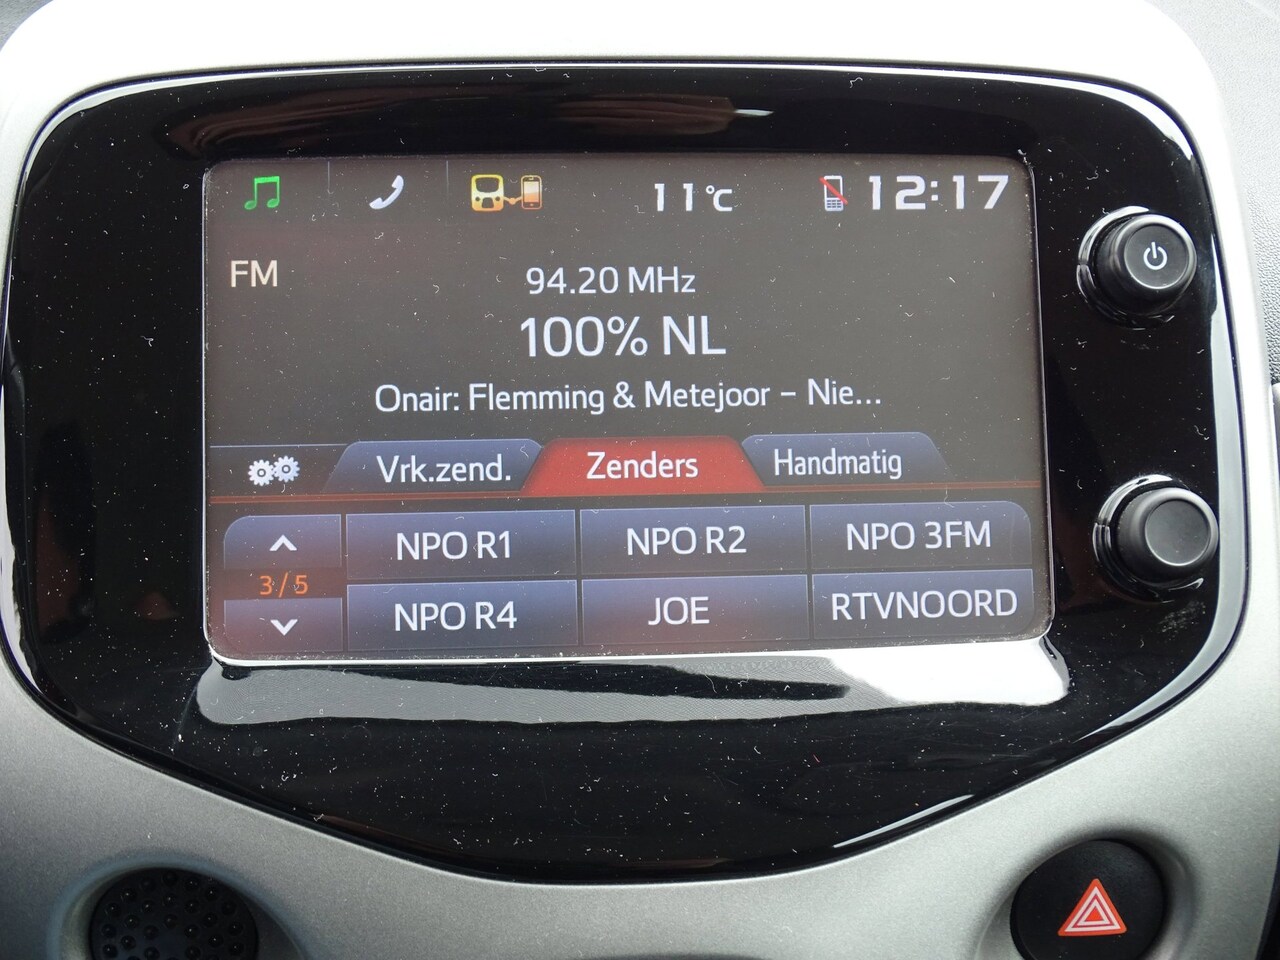 11°C 12:17
FM
94.20 MHz
100% NL
Onair: Flemming & Metejoor - Nie...
Vrk.zend. Zenders Handmatig
NPO R1 NPO R2 NPO 3FM
3/5
NPO R4 JOE RTVNOORD